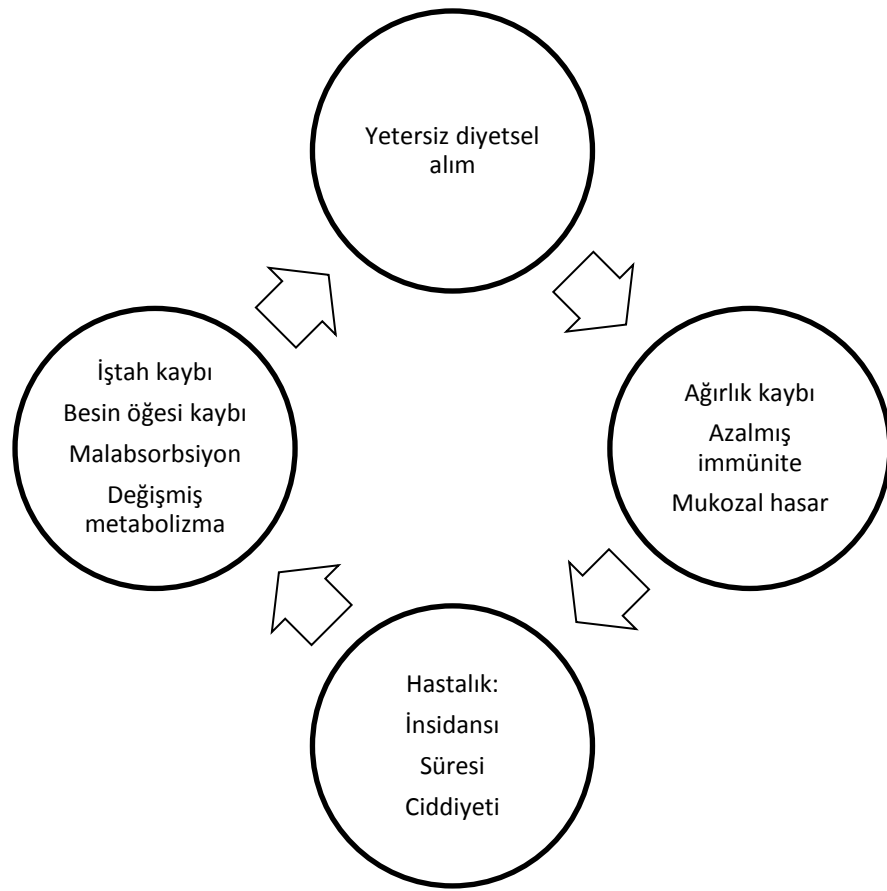 Yetersiz diyetsel
alım
Ağırlık kaybı
Azalmış
immünite
Mukozal hasar
Hastalık:
İnsidansı
Süresi
Ciddiyeti
İştah kaybı
Besin öğesi kaybı
Malabsorbsiyon
Değişmiş
metabolizma